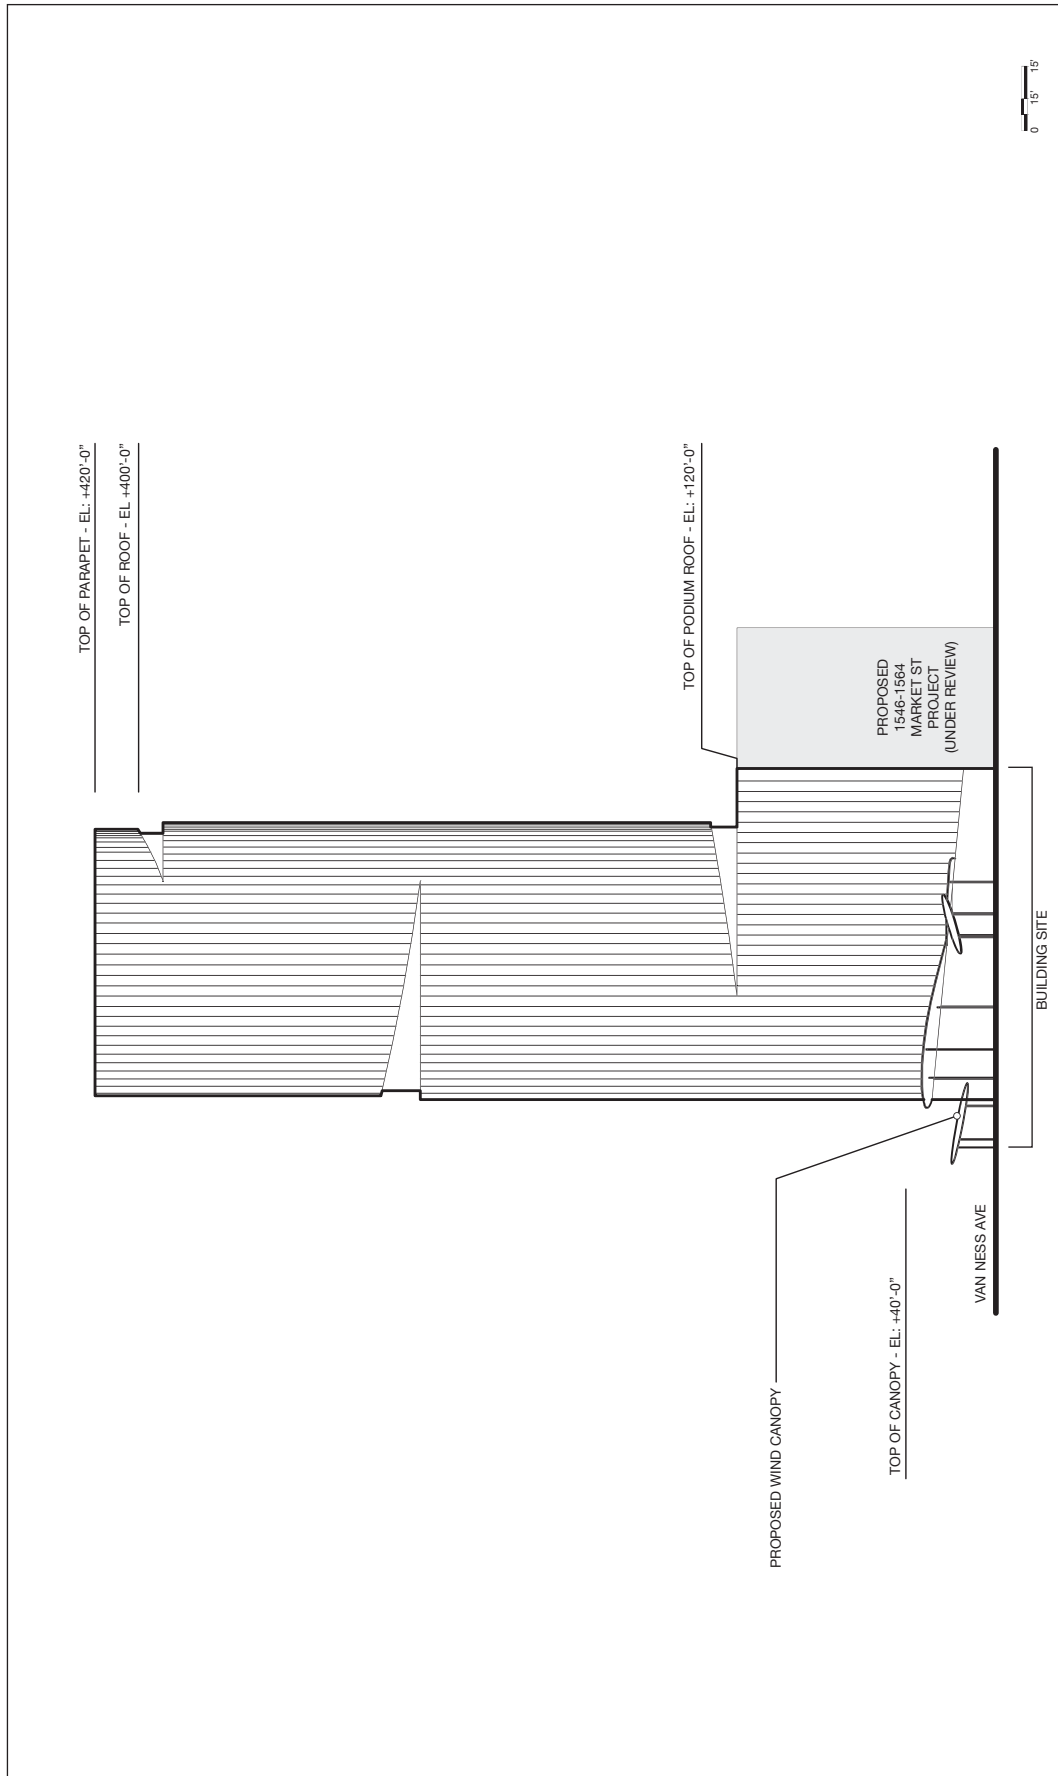 TOP OF PARAPET - EL: +420'-0"
TOP OF ROOF - EL +400'-0"
TOP OF PODIUM ROOF - EL: +120'-0"
PROPOSED
1546-1564
MARKET ST
PROJECT
(UNDER REVIEW)
PROPOSED WIND CANOPY
TOP OF CANOPY - EL: +40'-0"
VAN NESS AVE
BUILDING SITE
0 15' 15'